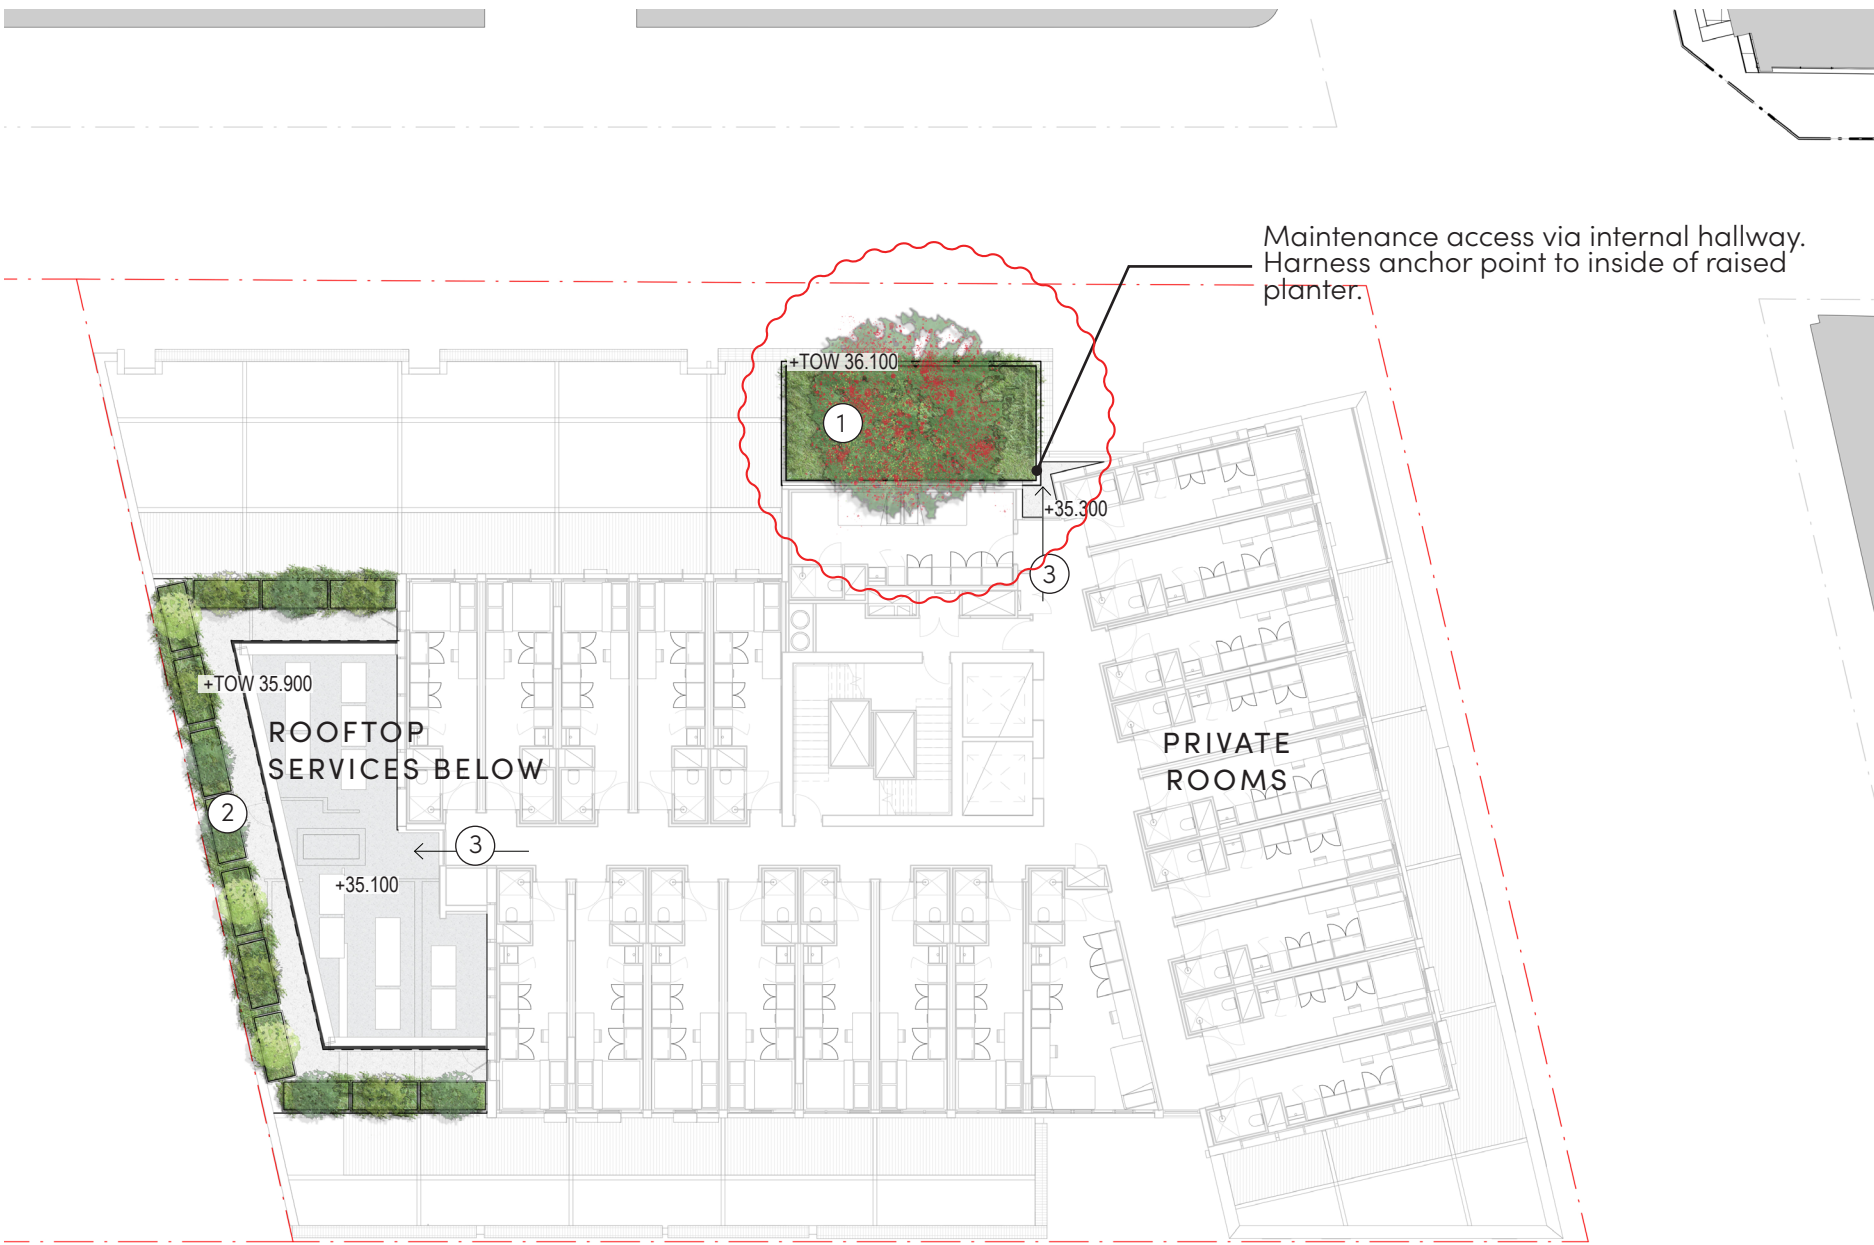 Maintenance access via internal hallway.
Harness anchor point to inside of raised
planter.
+TOW 36.100
1
+35.300
3
+TOW 35.900
ROOFTOP
SERVICES BELOW
PRIVATE
ROOMS
2
3
+35.100